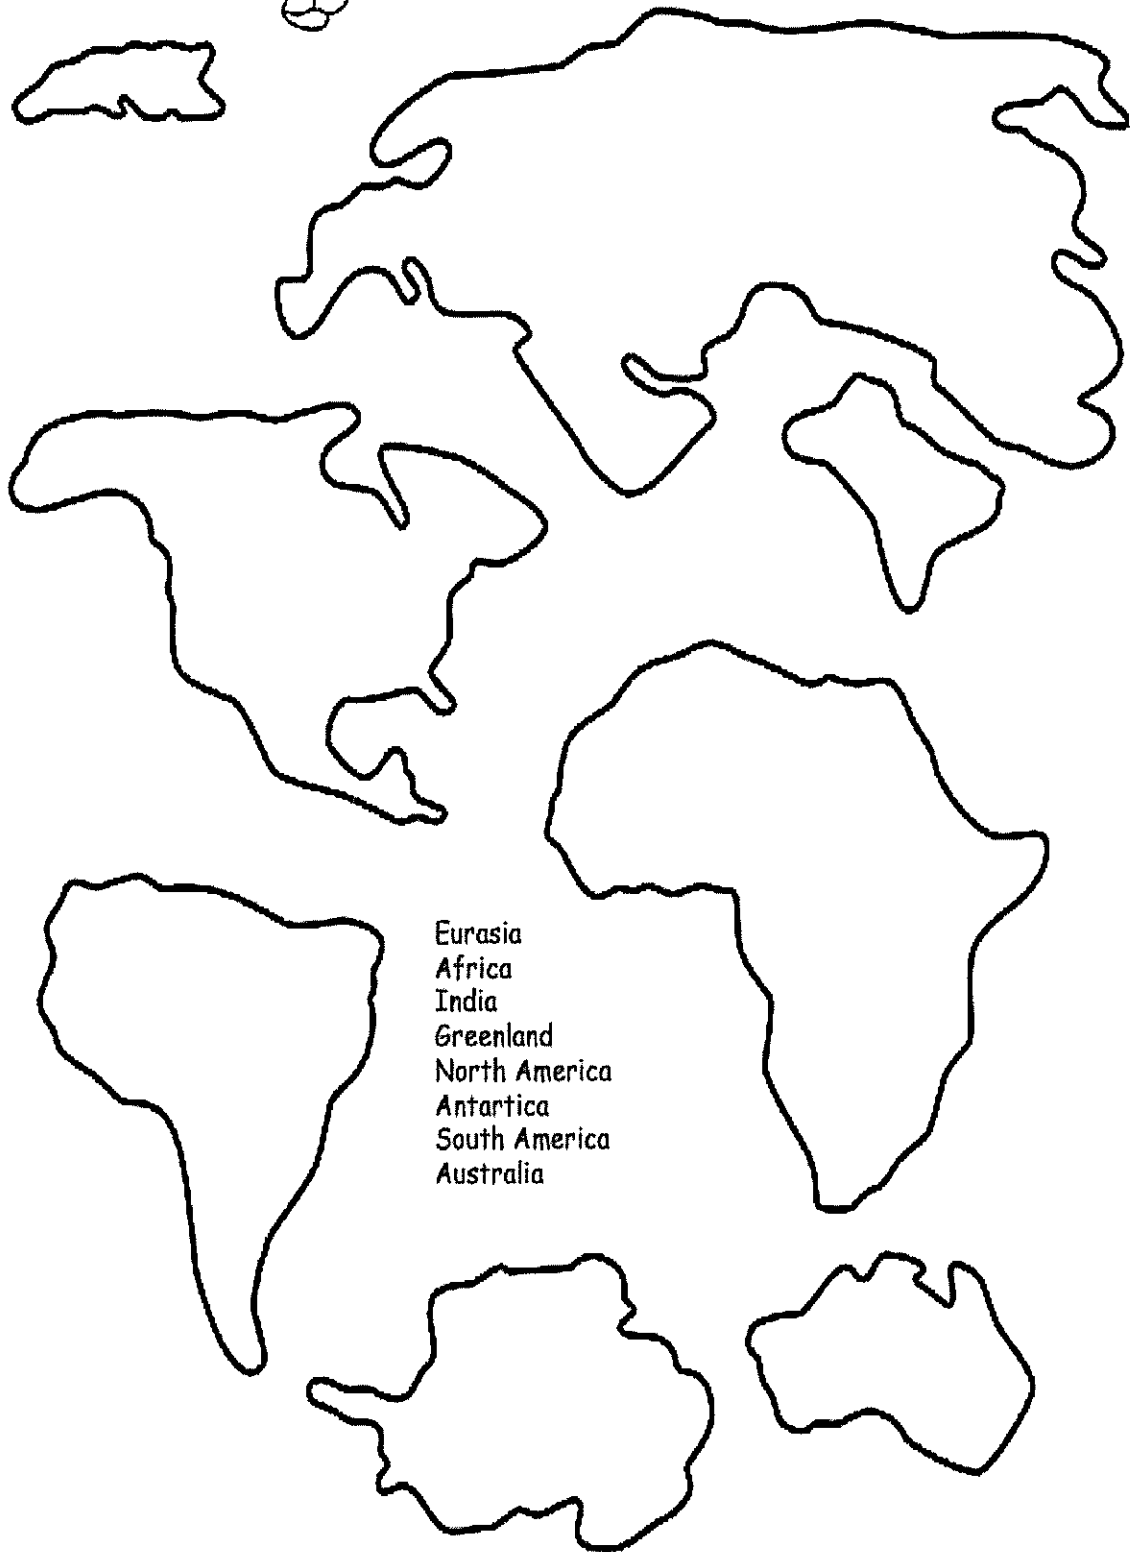 Eurasia
Africa
India
Greenland
North America
Antartica
South America
Australia